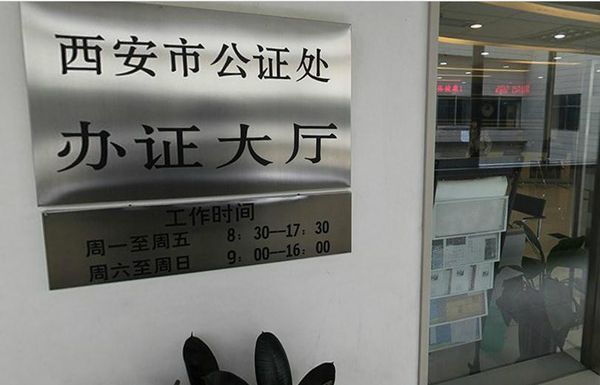 西安市公证处
办证大厅
工作时间
周一至周五 8：30—17：30
周六至周日 9：00—16：00